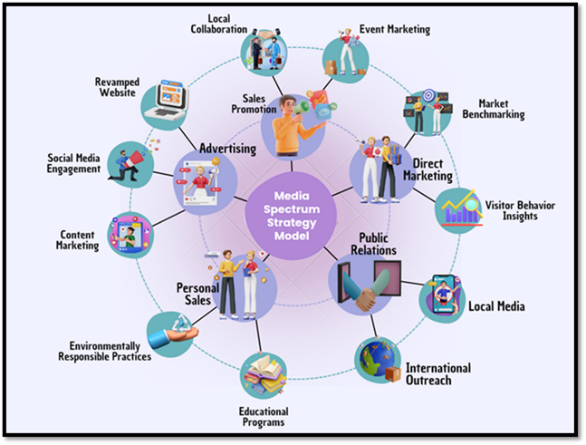 Local
Collaboration
Event Marketing
Revamped
Website
Sales
Promotion
Market
Benchmarking
Advertising
Social Media
Engagement
Direct
Marketing
Media
Spectrum
Strategy
Model
Visitor Behavior
Insights
Content
Marketing
Public
Relations
Personal
Sales
Local Media
Environmentally
Responsible Practices
International
Outreach
Educational
Programs